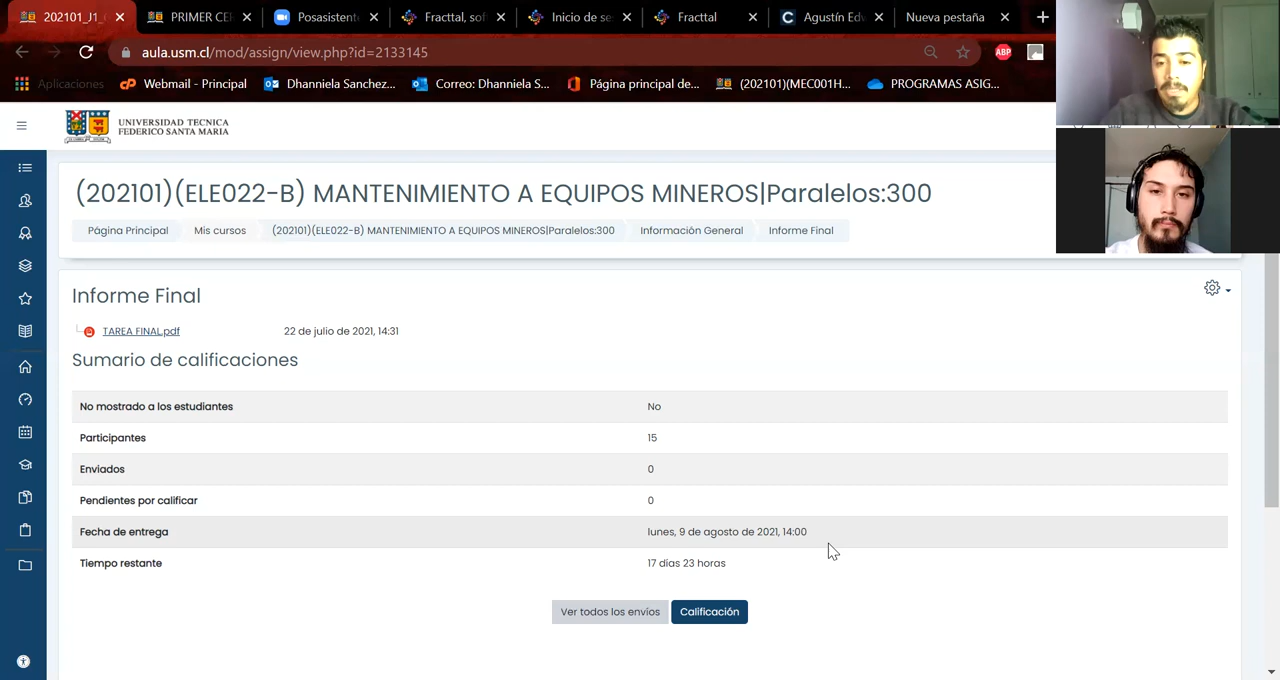 202101_J1_
PRIMER CER
Posasistent
Fracttal, sof
Inicio de se
Fracttal
Agustín Edw
Nueva pestaña
aula.usm.cl/mod/assign/view.php?id=2133145
ABP
Aplicaciones
Webmail - Principal
Dhanniela Sanchez...
Correo: Dhanniela S...
Página principal de...
(202101)(MEC001H...
PROGRAMAS ASIG...
UNIVERSIDAD TECNICA
FEDERICO SANTA MARIA
(202101)(ELE022-B) MANTENIMIENTO A EQUIPOS MINEROS|Paralelos:300
Página Principal
Mis cursos
(202101)(ELE022-B) MANTENIMIENTO A EQUIPOS MINEROS|Paralelos:300
Información General
Informe Final
Informe Final
TAREA FINAL.pdf 22 de julio de 2021, 14:31
Sumario de calificaciones
No mostrado a los estudiantes No
Participantes 15
Enviados 0
Pendientes por calificar 0
Fecha de entrega lunes, 9 de agosto de 2021, 14:00
Tiempo restante 17 días 23 horas
Ver todos los envíos
Calificación